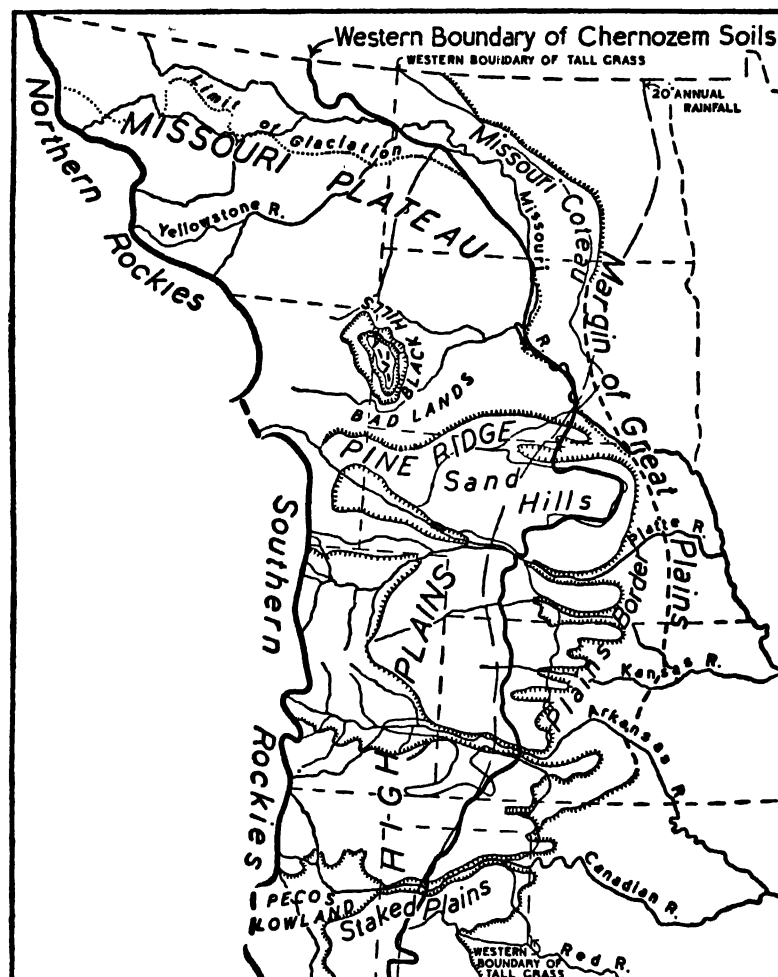 Western Boundary of Chernozem Soils
WESTERN BOUNDARY OF TALL GRASS
20" ANNUAL
RAINFALL
Northern
Rockies
Limit
of Glaciation
MISSOURI
PLATEAU
Missouri
Coteau
Missouri
R.
Yellowstone R.
Margin of Great
Plains
BLACK HILLS
BAD LANDS
PINE RIDGE
Sand
Hills
Platte R.
Southern
Rockies
HIGH
PLAINS
Plains
Border
Kansas R.
Arkansas
R.
Canadian R.
PECOS
LOWLAND
Staked Plains
WESTERN
BOUNDARY OF
TALL GRASS
Red R.